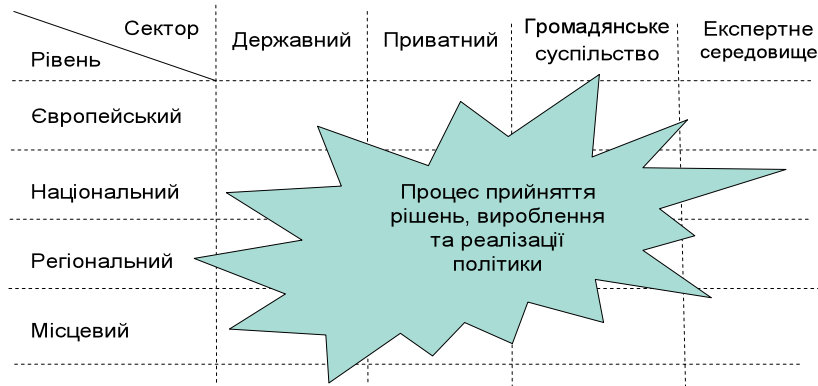 Сектор
Рівень
Державний
Приватний
Громадянське
суспільство
Експертне
середовище
Європейський
Національний
Регіональний
Місцевий
Процес прийняття
рішень, вироблення
та реалізації
політики